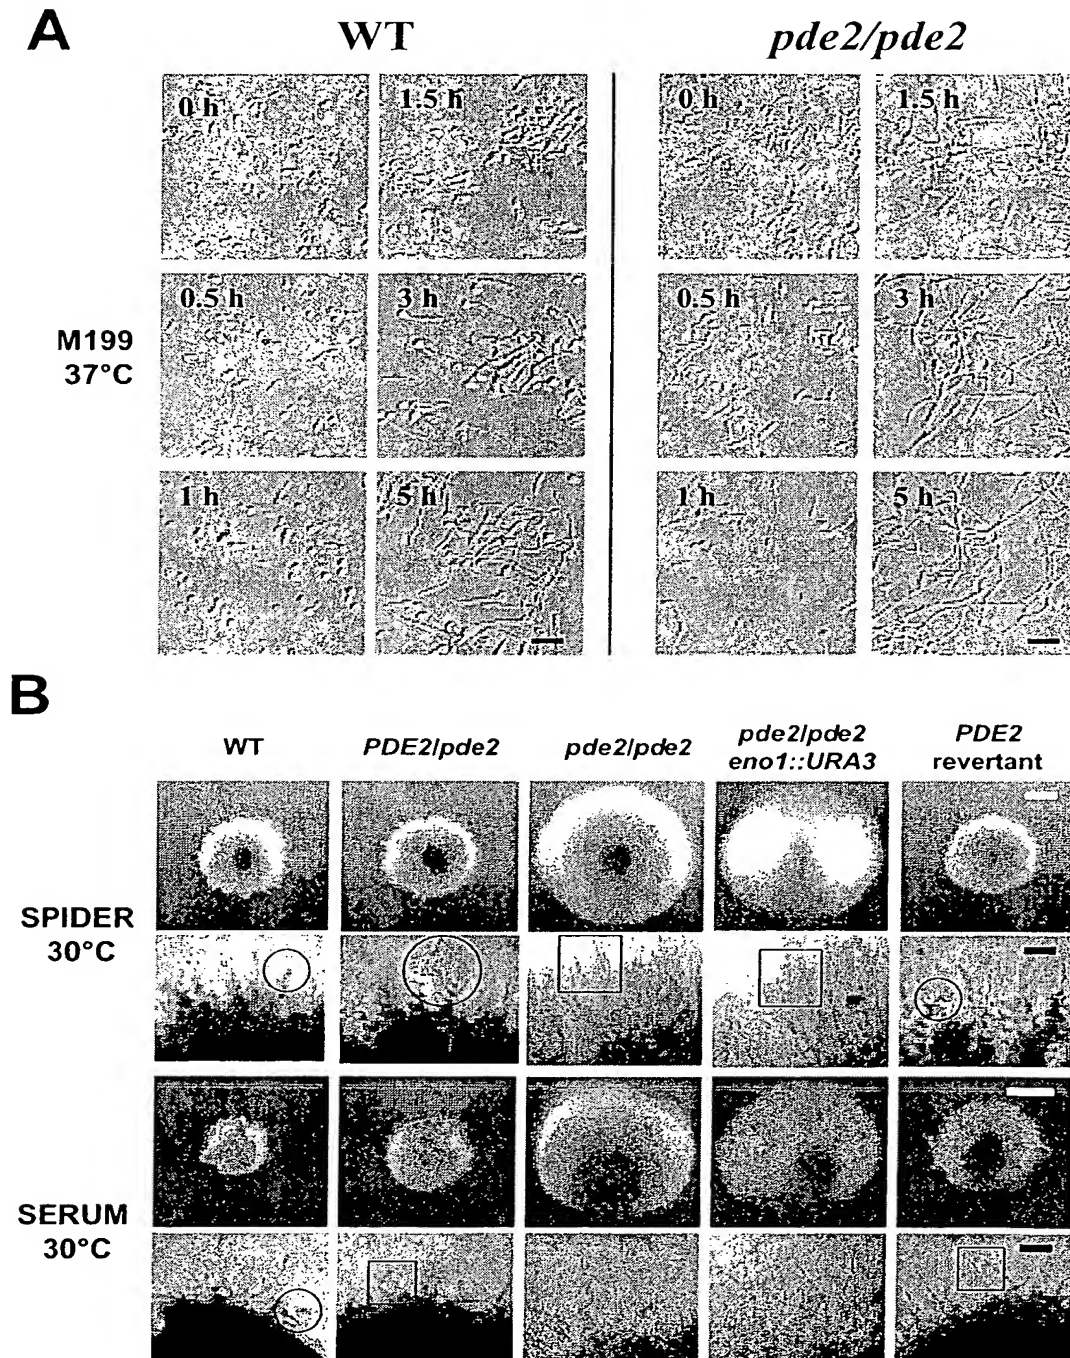 A
WT
pde2/pde2
0 h
1.5 h
0 h
1.5 h
0.5 h
3 h
0.5 h
3 h
M199
37°C
1 h
5 h
1 h
5 h
B
WT
PDE2/pde2
pde2/pde2
pde2/pde2
eno1::URA3
PDE2
revertant
SPIDER
30°C
SERUM
30°C